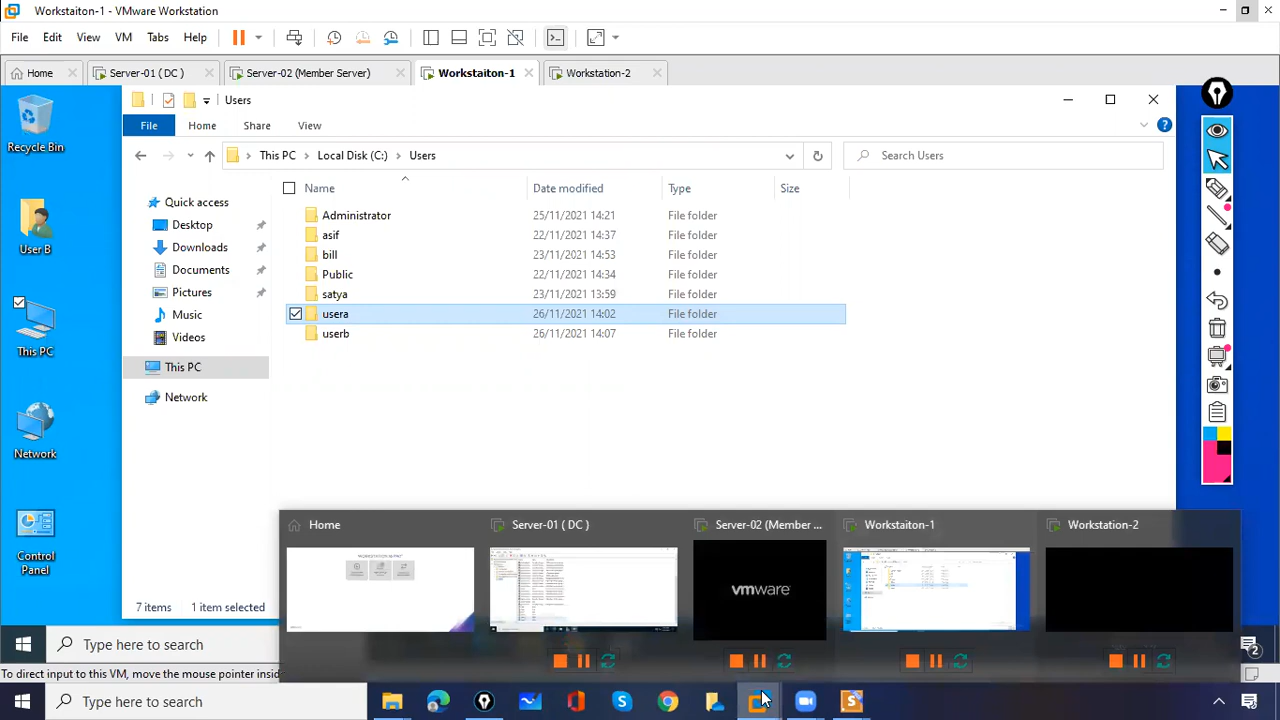 Workstaiton-1 - VMware Workstation
File Edit View VM Tabs Help
Home Server-01 ( DC ) Server-02 (Member Server) Workstaiton-1 Workstation-2
Users
File Home Share View
This PC Local Disk (C:) Users Search Users
Name Date modified Type Size
Administrator 25/11/2021 14:21 File folder
asif 22/11/2021 14:37 File folder
bill 23/11/2021 14:53 File folder
Public 22/11/2021 14:34 File folder
satya 23/11/2021 13:59 File folder
usera 26/11/2021 14:02 File folder
userb 26/11/2021 14:07 File folder
Quick access
Desktop
Downloads
Documents
Pictures
Music
Videos
This PC
Network
Recycle Bin
User B
This PC
Network
Control
Panel
7 items 1 item selected
Home Server-01 ( DC ) Server-02 (Member ... Workstaiton-1 Workstation-2
vmware
Type here to search
2
To direct input to this VM, move the mouse pointer insid
Type here to search